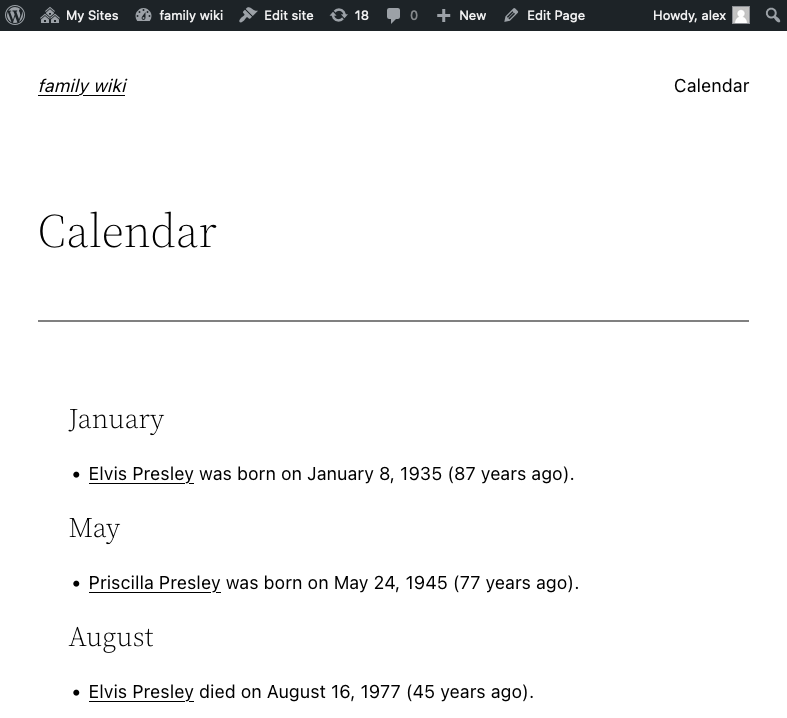 My Sites family wiki Edit site 18 0 New Edit Page Howdy, alex
family wiki Calendar
Calendar
January
• Elvis Presley was born on January 8, 1935 (87 years ago).
May
• Priscilla Presley was born on May 24, 1945 (77 years ago).
August
• Elvis Presley died on August 16, 1977 (45 years ago).